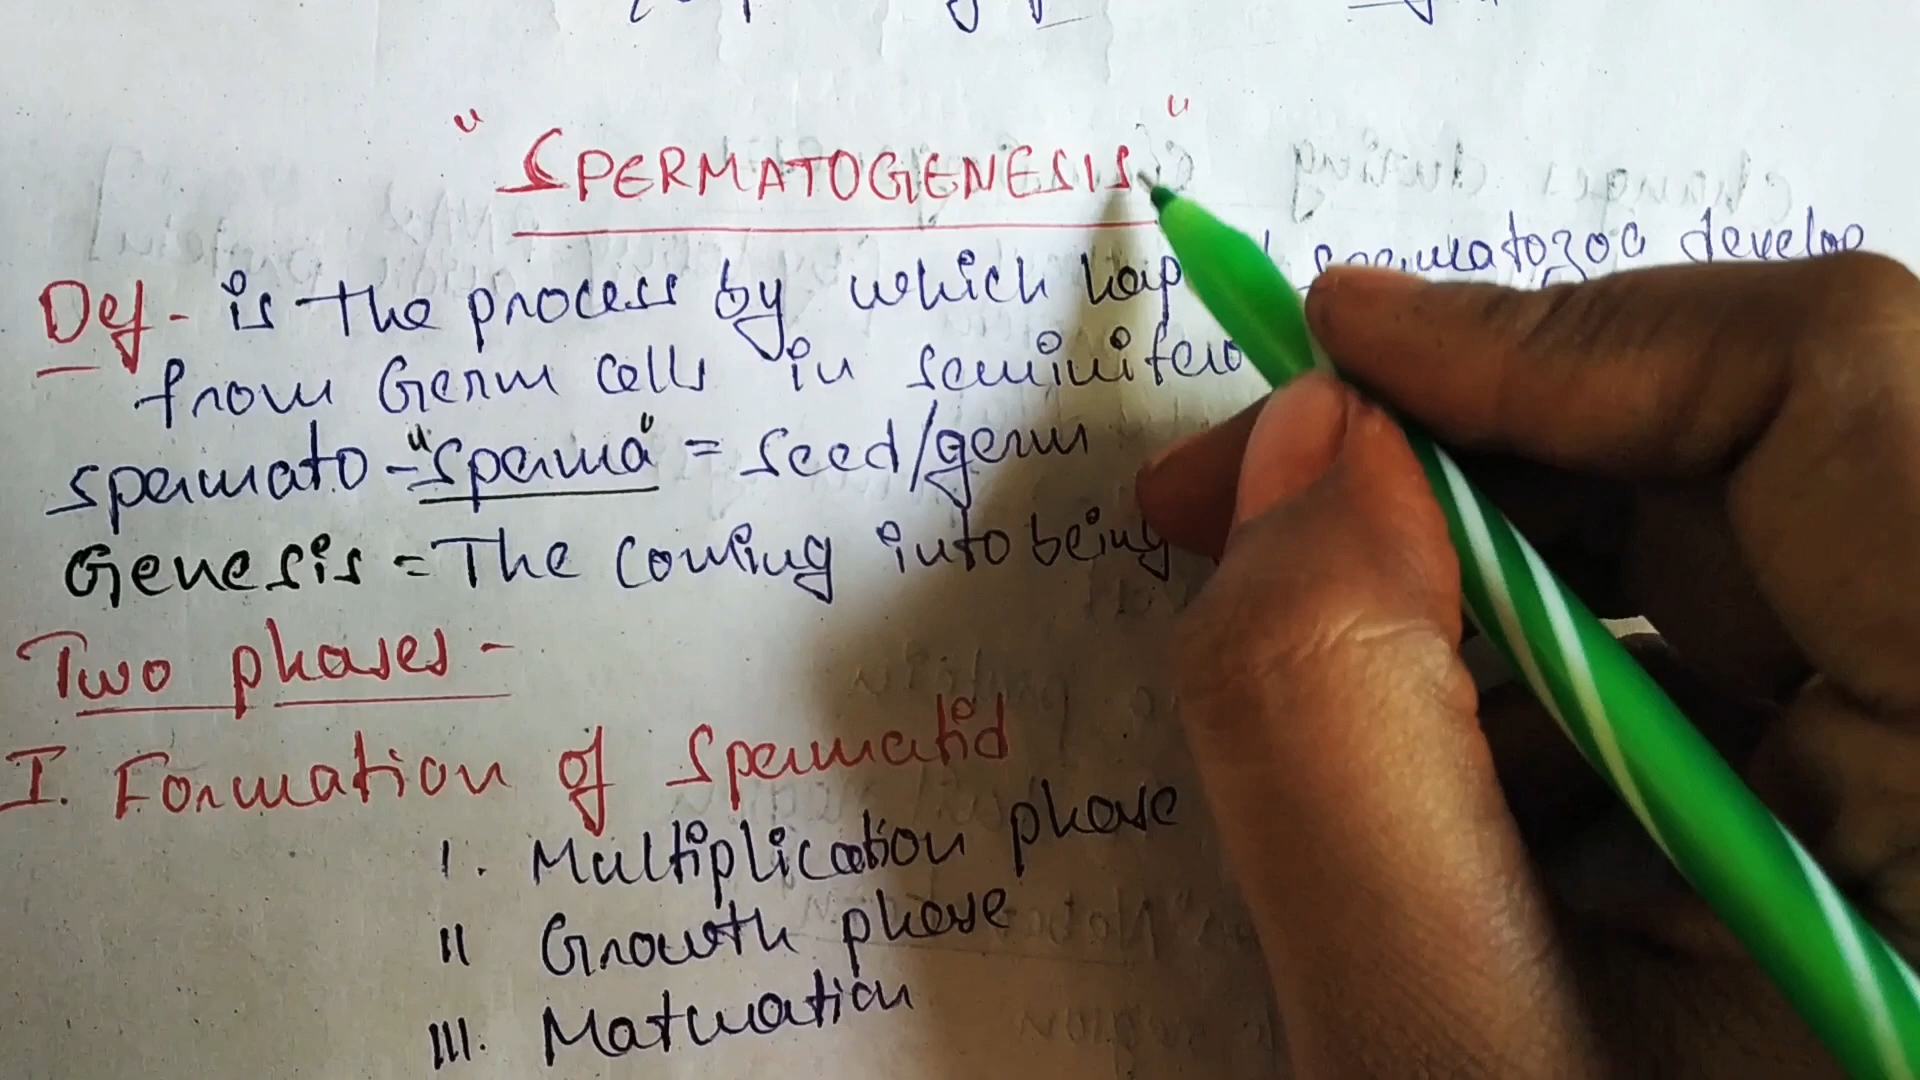 "SPERMATOGENESIS"
Def - is the process by which hap spermatozoa develop
from Germ cells in seminifero
spermato - "sperma" = seed/germ
Genesis = The coming into being
Two phases -
I. Formation of spermatid
I. Multiplication phase
II Growth phase
III. Matuation